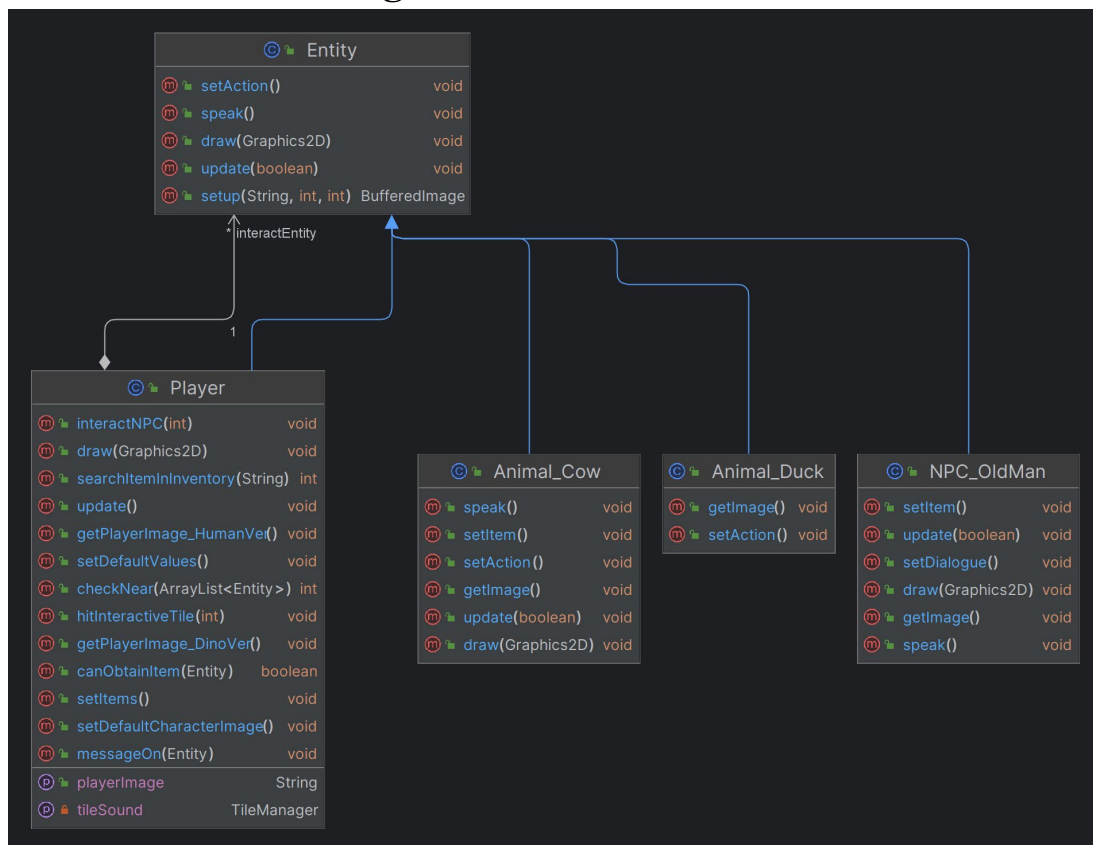 Entity
setAction() void
speak() void
draw(Graphics2D) void
update(boolean) void
setup(String, int, int) BufferedImage
* interactEntity
1
Player
interactNPC(int) void
draw(Graphics2D) void
searchItemInInventory(String) int
update() void
getPlayerImage_HumanVer() void
setDefaultValues() void
checkNear(ArrayList<Entity>) int
hitInteractiveTile(int) void
getPlayerImage_DinoVer() void
canObtainItem(Entity) boolean
setItems() void
setDefaultCharacterImage() void
messageOn(Entity) void
playerImage String
tileSound TileManager
Animal_Cow
speak() void
setItem() void
setAction() void
getImage() void
update(boolean) void
draw(Graphics2D) void
Animal_Duck
getImage() void
setAction() void
NPC_OldMan
setItem() void
update(boolean) void
setDialogue() void
draw(Graphics2D) void
getImage() void
speak() void